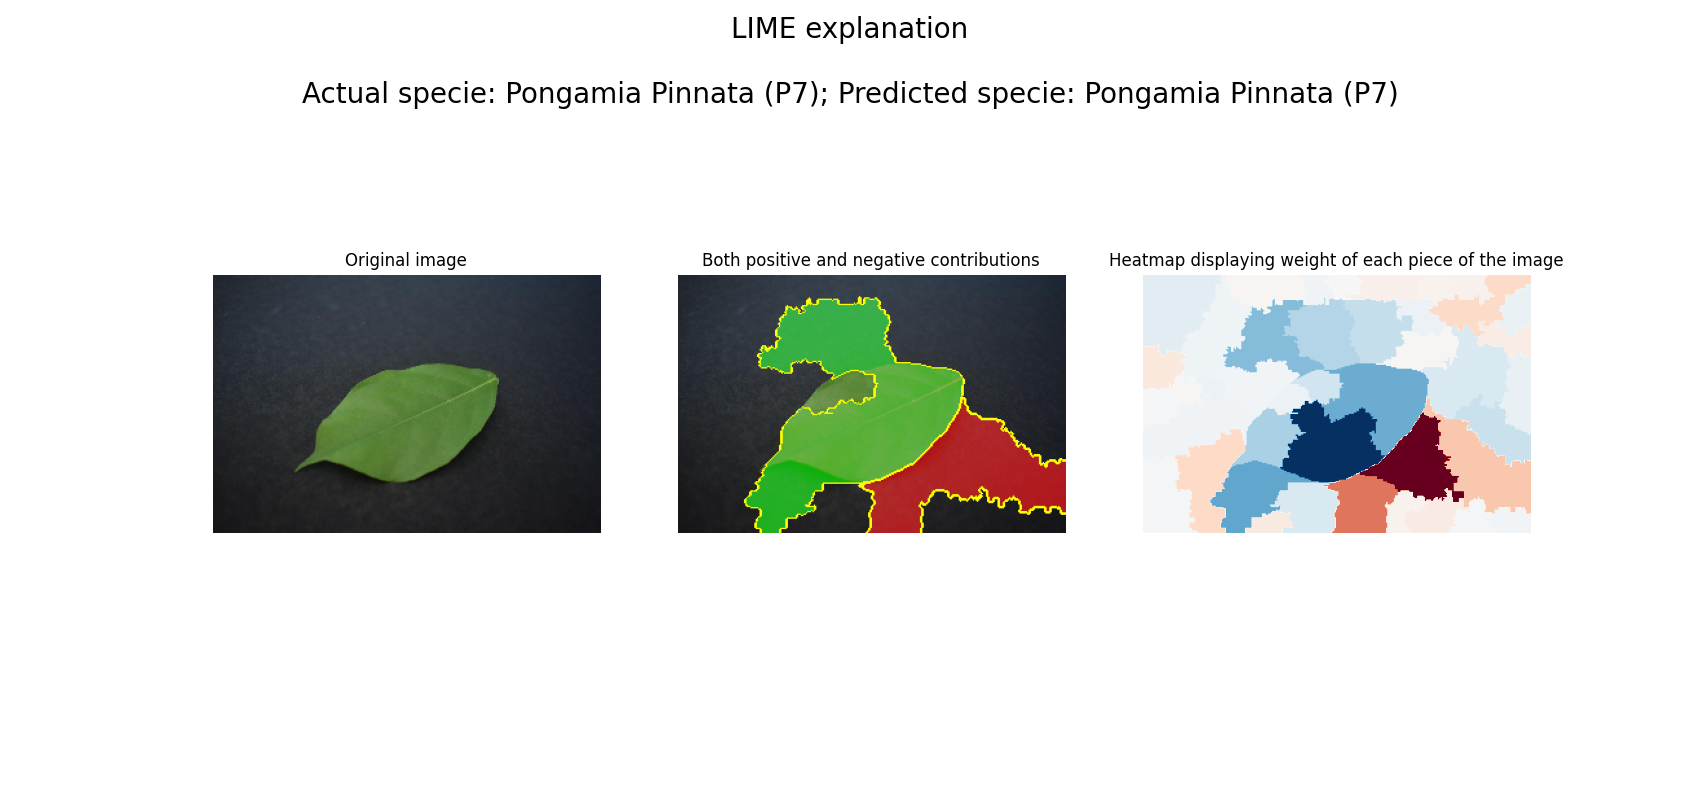 LIME explanation
Actual specie: Pongamia Pinnata (P7); Predicted specie: Pongamia Pinnata (P7)
Original image
Both positive and negative contributions
Heatmap displaying weight of each piece of the image